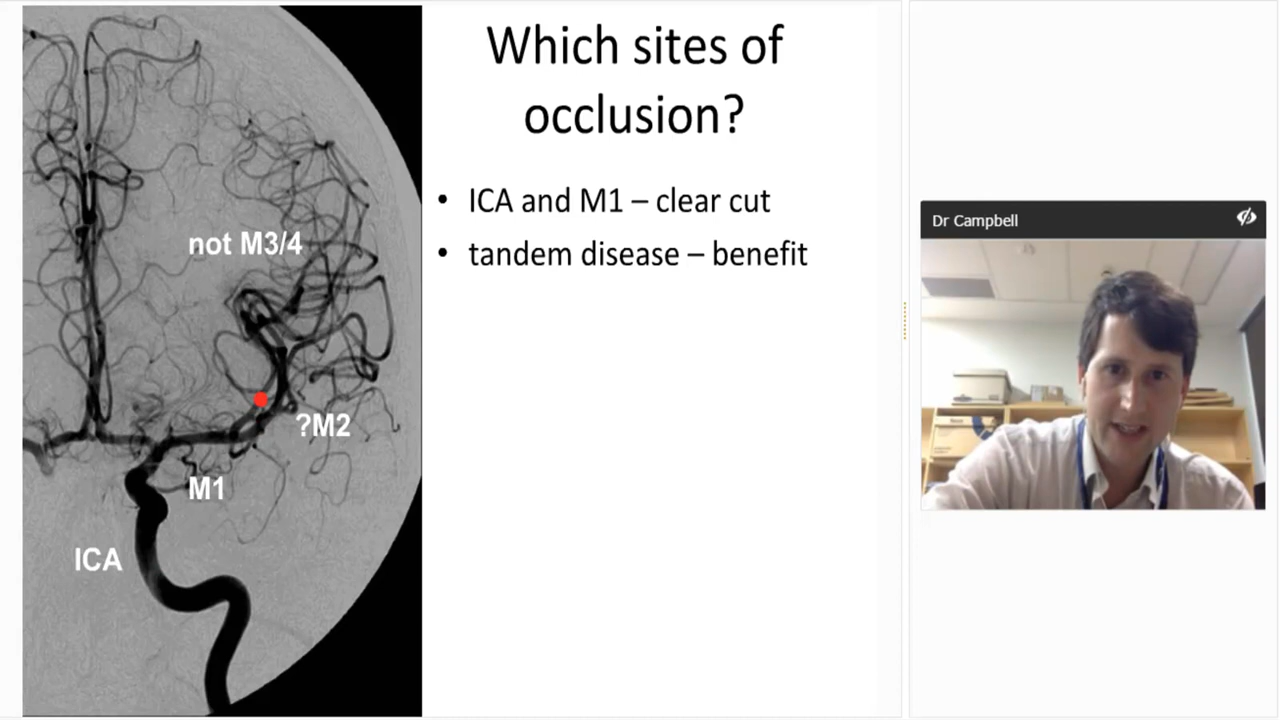 Which sites of
occlusion?
• ICA and M1 – clear cut
• tandem disease – benefit
not M3/4
?M2
M1
ICA
Dr Campbell